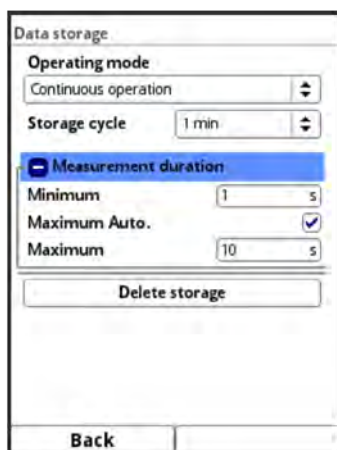 Data storage
Operating mode
Continuous operation
Storage cycle 1 min
Measurement duration
Minimum 1 s
Maximum Auto.
Maximum 10 s
Delete storage
Back